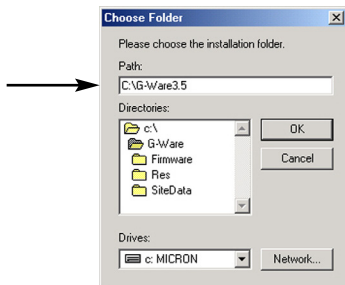 Choose Folder
Please choose the installation folder.
Path:
C:\G-Ware3.5
Directories:
c:\
G-Ware
Firmware
Res
SiteData
OK
Cancel
Drives:
c: MICRON
Network...